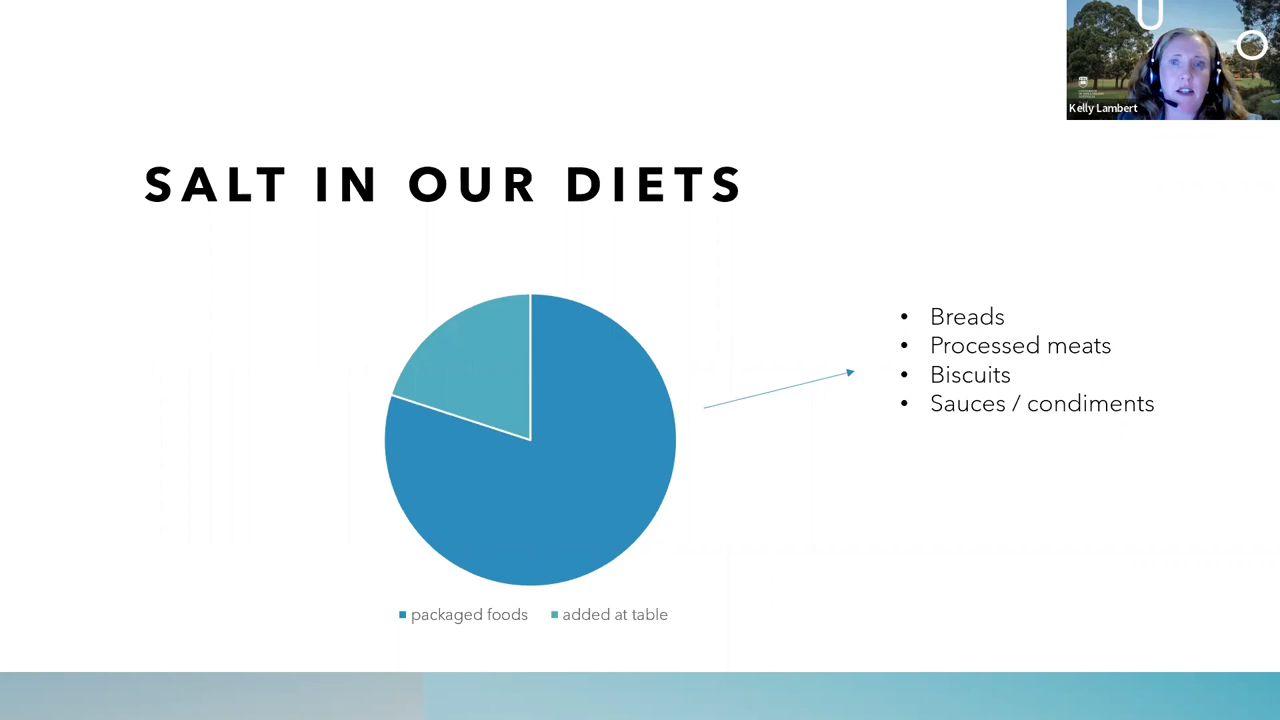 Kelly Lambert
SALT IN OUR DIETS
• Breads
• Processed meats
• Biscuits
• Sauces / condiments
packaged foods
added at table